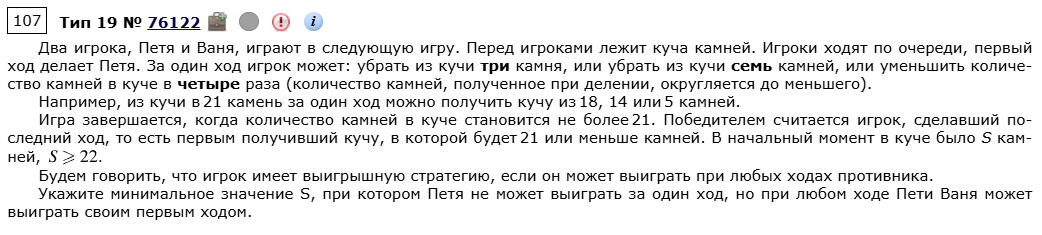 107 Тип 19 № 76122
Два игрока, Петя и Ваня, играют в следующую игру. Перед игроками лежит куча камней. Игроки ходят по очереди, первый
ход делает Петя. За один ход игрок может: убрать из кучи три камня, или убрать из кучи семь камней, или уменьшить количе-
ство камней в куче в четыре раза (количество камней, полученное при делении, округляется до меньшего).
Например, из кучи в 21 камень за один ход можно получить кучу из 18, 14 или 5 камней.
Игра завершается, когда количество камней в куче становится не более 21. Победителем считается игрок, сделавший по-
следний ход, то есть первым получивший кучу, в которой будет 21 или меньше камней. В начальный момент в куче было S кам-
ней, S ⩾ 22.
Будем говорить, что игрок имеет выигрышную стратегию, если он может выиграть при любых ходах противника.
Укажите минимальное значение S, при котором Петя не может выиграть за один ход, но при любом ходе Пети Ваня может
выиграть своим первым ходом.